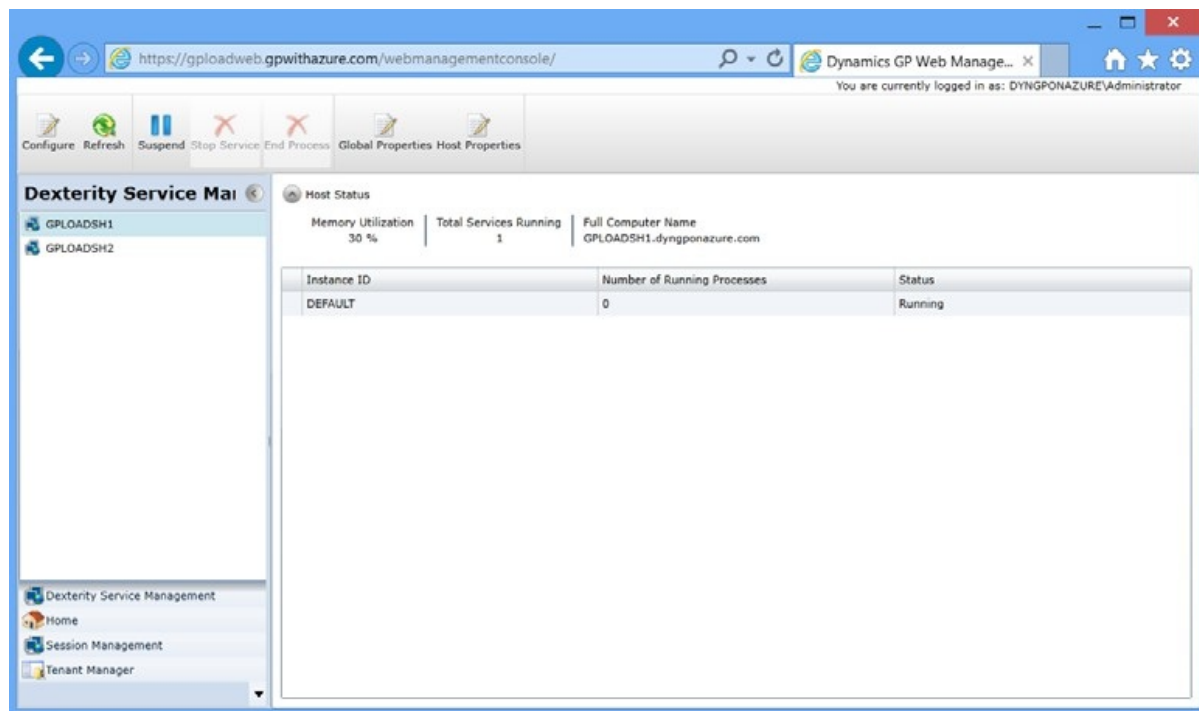 https://gploadweb.gpwithazure.com/webmanagementconsole/
Dynamics GP Web Manage...
You are currently logged in as: DYNGPONAZURE\Administrator
Configure Refresh Suspend Stop Service End Process Global Properties Host Properties
Dexterity Service Mai
GPLOADSH1
GPLOADSH2
Host Status
Memory Utilization Total Services Running Full Computer Name
30 % 1 GPLOADSH1.dyngponazure.com
Instance ID Number of Running Processes Status
DEFAULT 0 Running
Dexterity Service Management
Home
Session Management
Tenant Manager